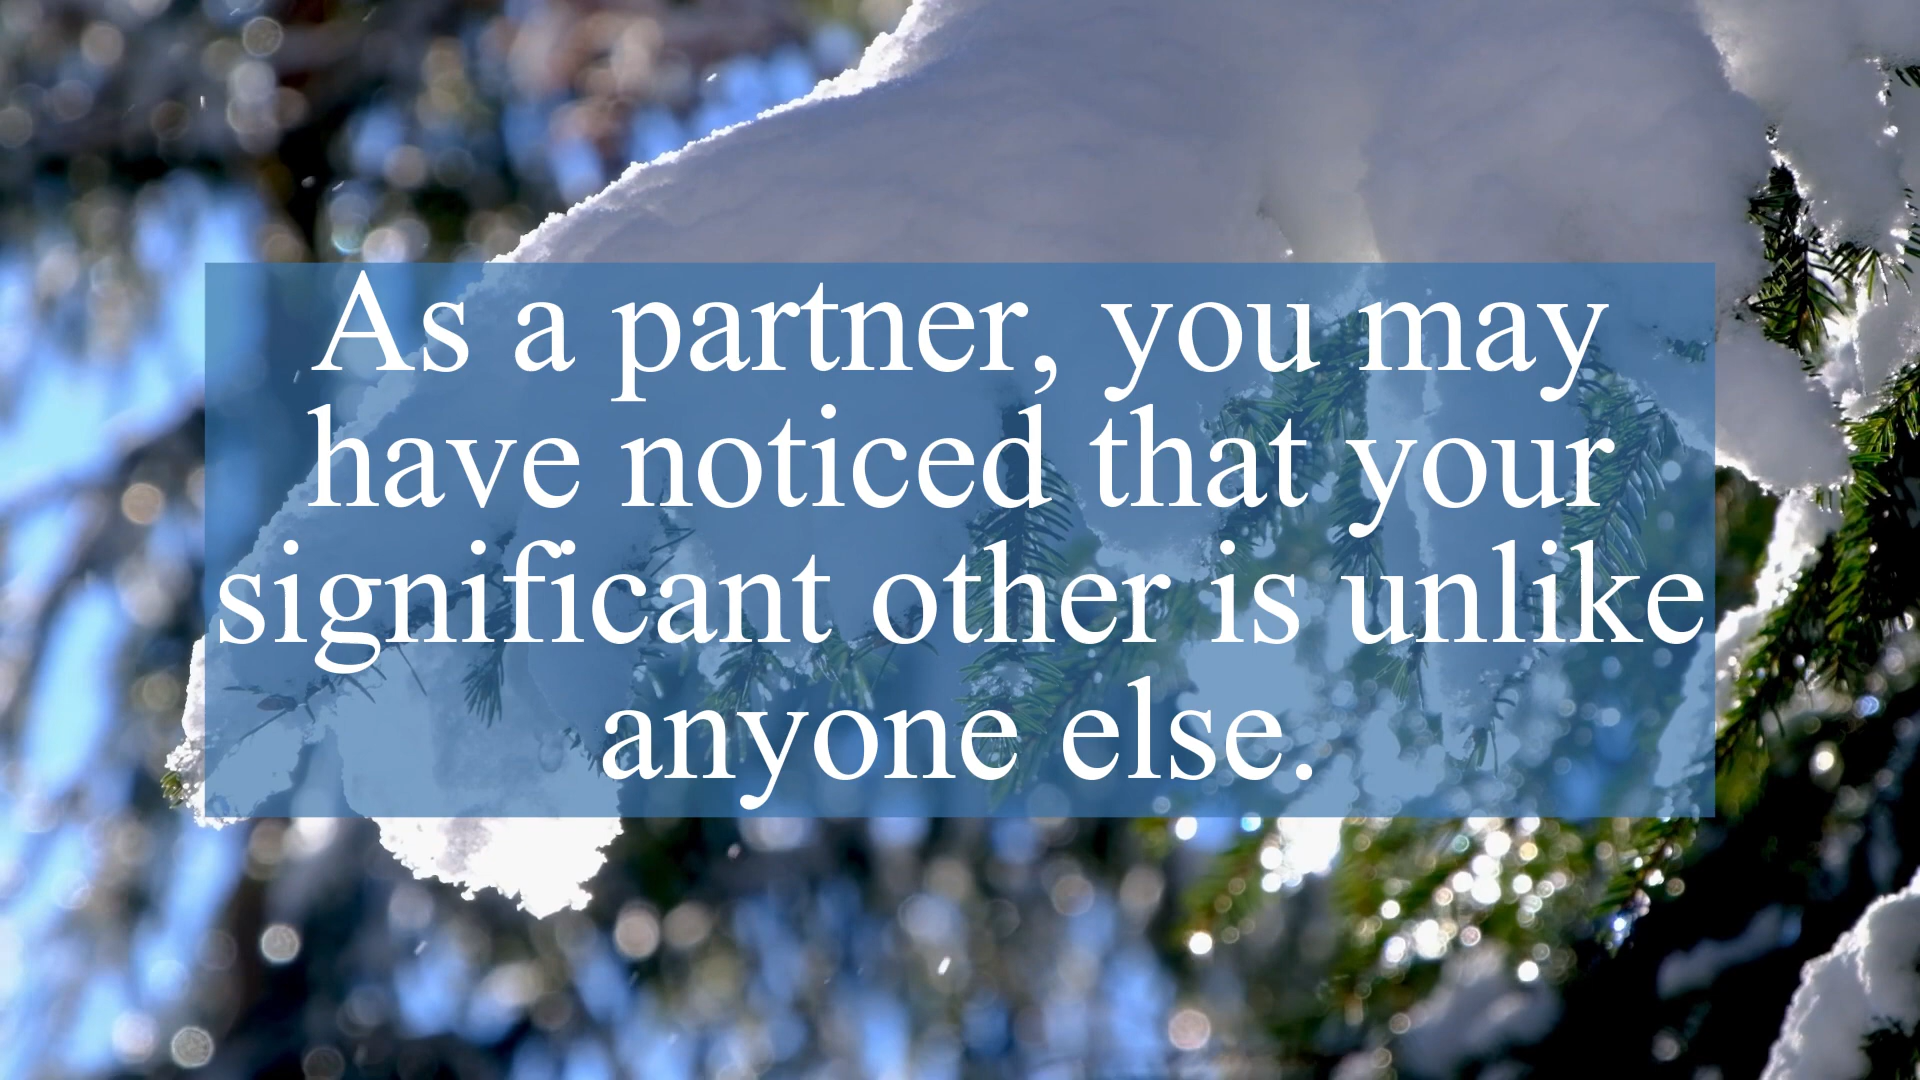 As a partner, you may
have noticed that your
significant other is unlike
anyone else.